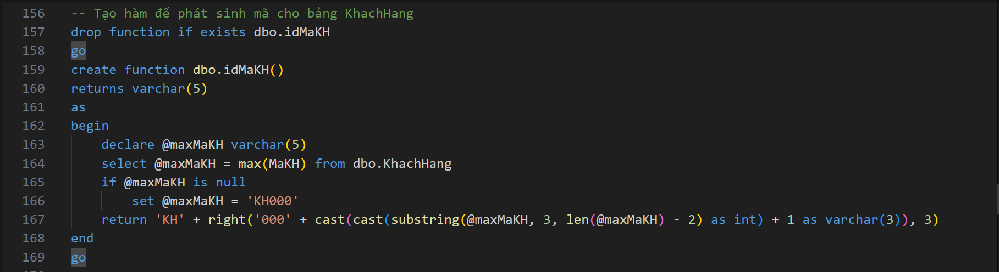 156 -- Tạo hàm để phát sinh mã cho bảng KhachHang
157 drop function if exists dbo.idMaKH
158 go
159 create function dbo.idMaKH()
160 returns varchar(5)
161 as
162 begin
163     declare @maxMaKH varchar(5)
164     select @maxMaKH = max(MaKH) from dbo.KhachHang
165     if @maxMaKH is null
166         set @maxMaKH = 'KH000'
167     return 'KH' + right('000' + cast(cast(substring(@maxMaKH, 3, len(@maxMaKH) - 2) as int) + 1 as varchar(3)), 3)
168 end
169 go